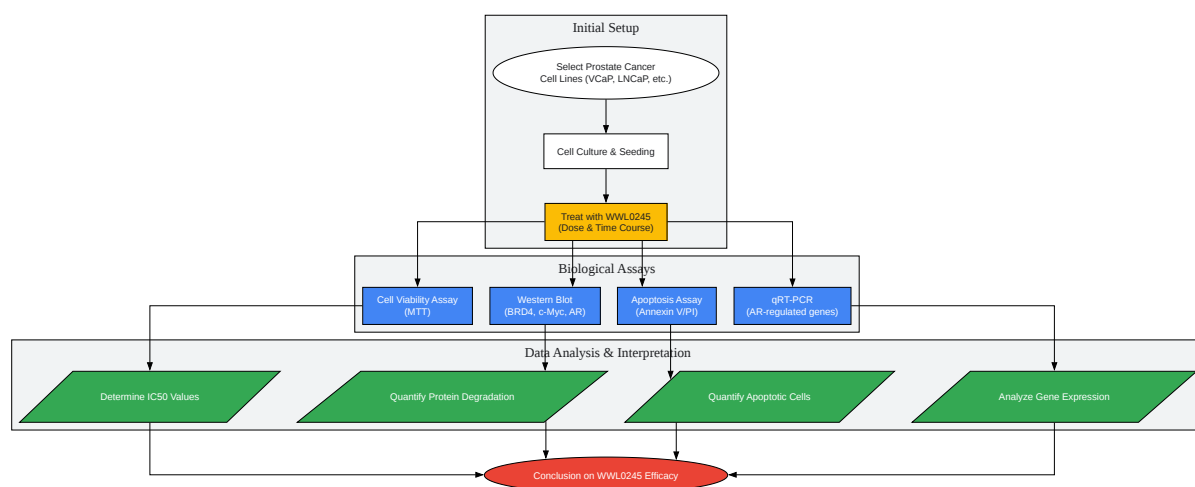 Initial Setup
Select Prostate Cancer
Cell Lines (VCaP, LNCaP, etc.)
Cell Culture & Seeding
Treat with WWL0245
(Dose & Time Course)
Biological Assays
Cell Viability Assay
(MTT)
Western Blot
(BRD4, c-Myc, AR)
Apoptosis Assay
(Annexin V/PI)
qRT-PCR
(AR-regulated genes)
Data Analysis & Interpretation
Determine IC50 Values
Quantify Protein Degradation
Quantify Apoptotic Cells
Analyze Gene Expression
Conclusion on WWL0245 Efficacy